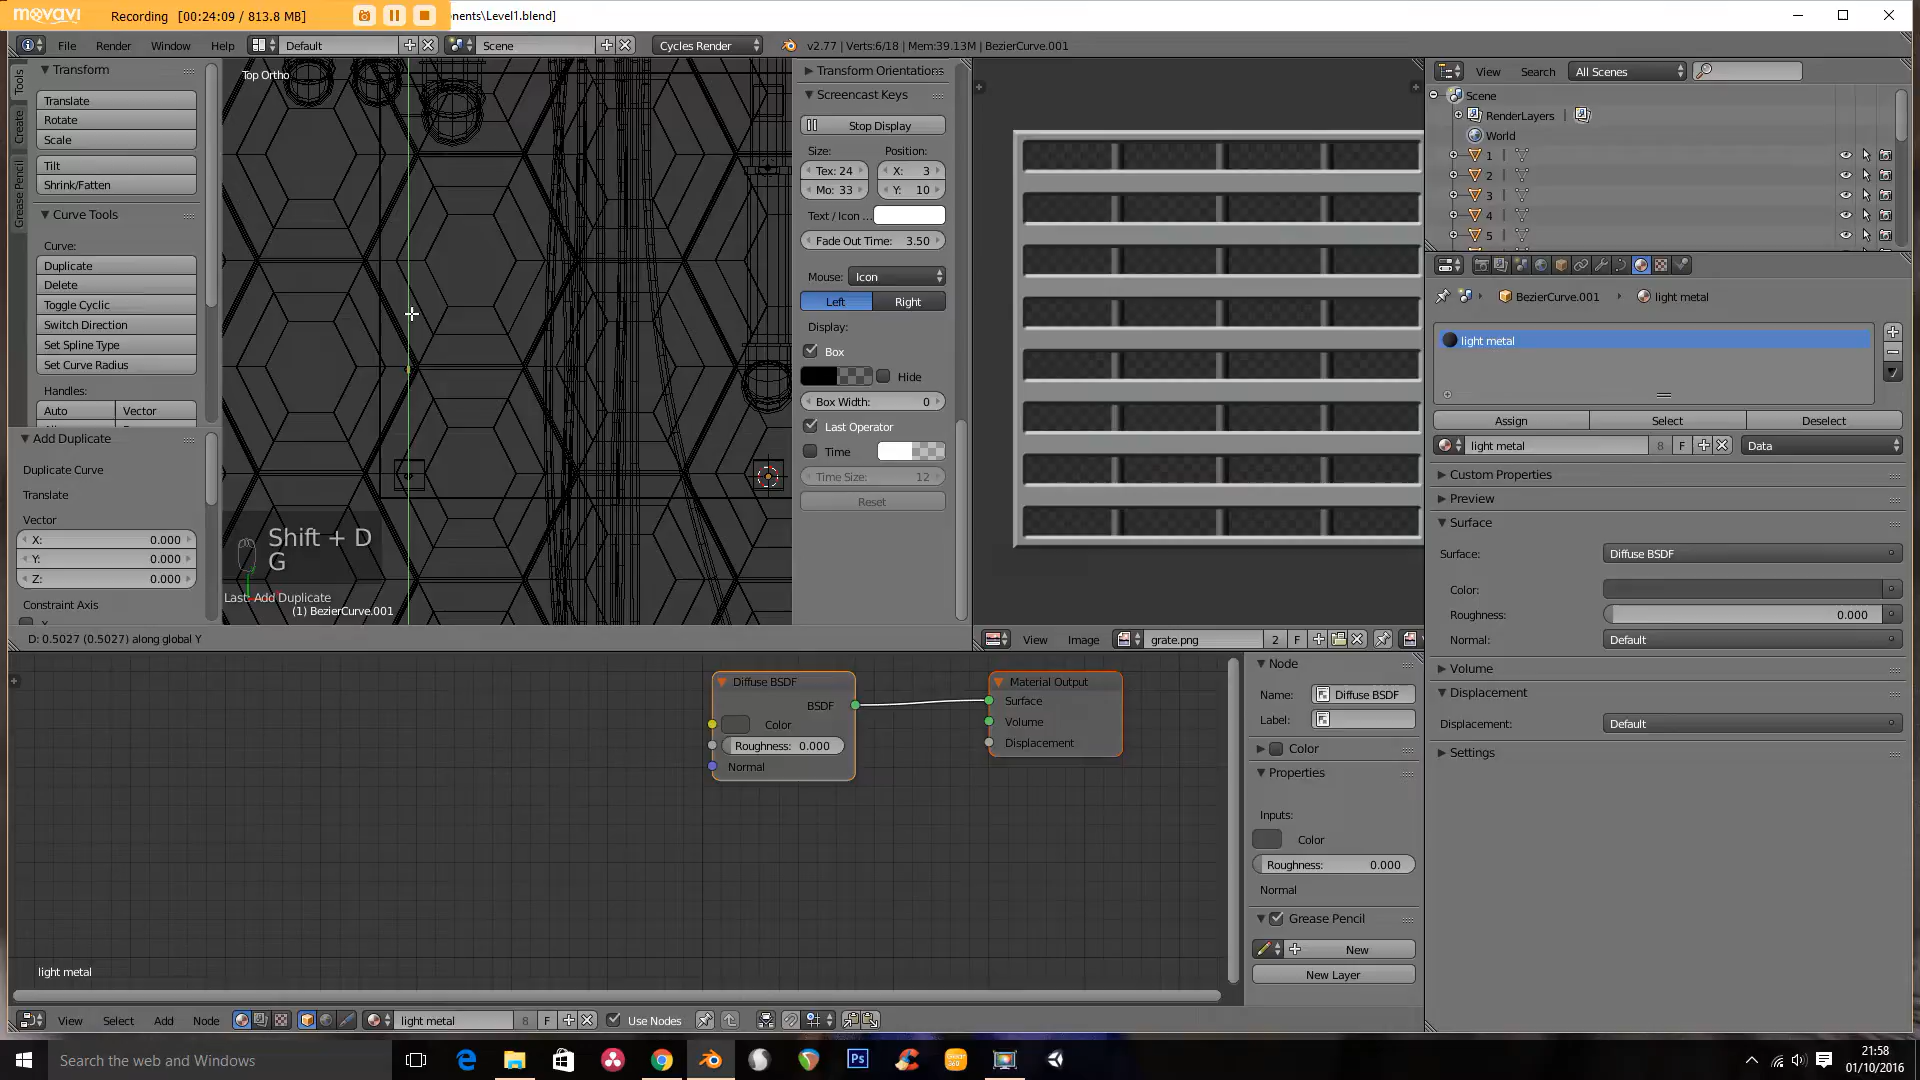 movavi
Recording [00:24:09 / 813.8 MB]
onents\Level1.blend]
File Render Window Help Default Scene Cycles Render v2.77 | Verts:6/18 | Mem:39.13M | BezierCurve.001
Tools
Create
Grease Pencil
Transform
Translate
Rotate
Scale
Tilt
Shrink/Fatten
Curve Tools
Curve:
Duplicate
Delete
Toggle Cyclic
Switch Direction
Set Spline Type
Set Curve Radius
Handles:
Auto Vector
Add Duplicate
Duplicate Curve
Translate
Vector
X: 0.000
Y: 0.000
Z: 0.000
Constraint Axis
Top Ortho
Shift + D
G
Last: Add Duplicate
(1) BezierCurve.001
D: 0.5027 (0.5027) along global Y
Transform Orientations
Screencast Keys
Stop Display
Size: Position:
Tex: 24 X: 3
Mo: 33 Y: 10
Text / Icon ...
Fade Out Time: 3.50
Mouse: Icon
Left Right
Display:
Box
Hide
Box Width: 0
Last Operator
Time
Time Size: 12
Reset
View Image grate.png 2 F
View Search All Scenes
Scene
RenderLayers
World
1
2
3
4
5
BezierCurve.001 light metal
light metal
Assign Select Deselect
light metal 8 F Data
Custom Properties
Preview
Surface
Surface: Diffuse BSDF
Color:
Roughness: 0.000
Normal: Default
Volume
Displacement
Displacement: Default
Settings
Diffuse BSDF
BSDF
Color
Roughness: 0.000
Normal
Material Output
Surface
Volume
Displacement
light metal
Node
Name: Diffuse BSDF
Label:
Color
Properties
Inputs:
Color
Roughness: 0.000
Normal
Grease Pencil
New
New Layer
View Select Add Node light metal 8 F Use Nodes
Search the web and Windows
Ps
21:58
01/10/2016